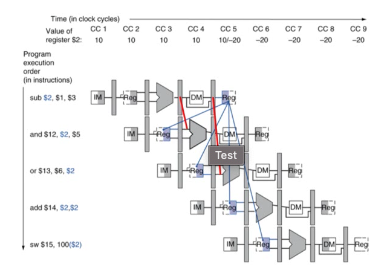 Time (in clock cycles)
Value of register $2:
CC 1 CC 2 CC 3 CC 4 CC 5 CC 6 CC 7 CC 8 CC 9
10 10 10 10 10/–20 –20 –20 –20 –20
Program
execution
order
(in instructions)
sub $2, $1, $3
IM Reg DM Reg
and $12, $2, $5
IM Reg DM Reg
Test
or $13, $6, $2
IM Reg DM Reg
add $14, $2,$2
IM Reg DM Reg
sw $15, 100($2)
IM Reg DM Reg